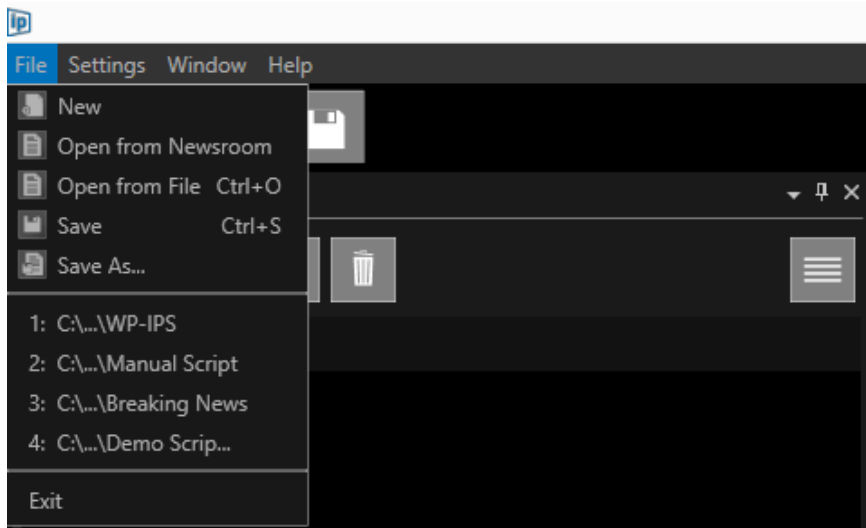 ip
File Settings Window Help
New
Open from Newsroom
Open from File Ctrl+O
Save Ctrl+S
Save As...
1: C:\...\WP-IPS
2: C:\...\Manual Script
3: C:\...\Breaking News
4: C:\...\Demo Scrip...
Exit